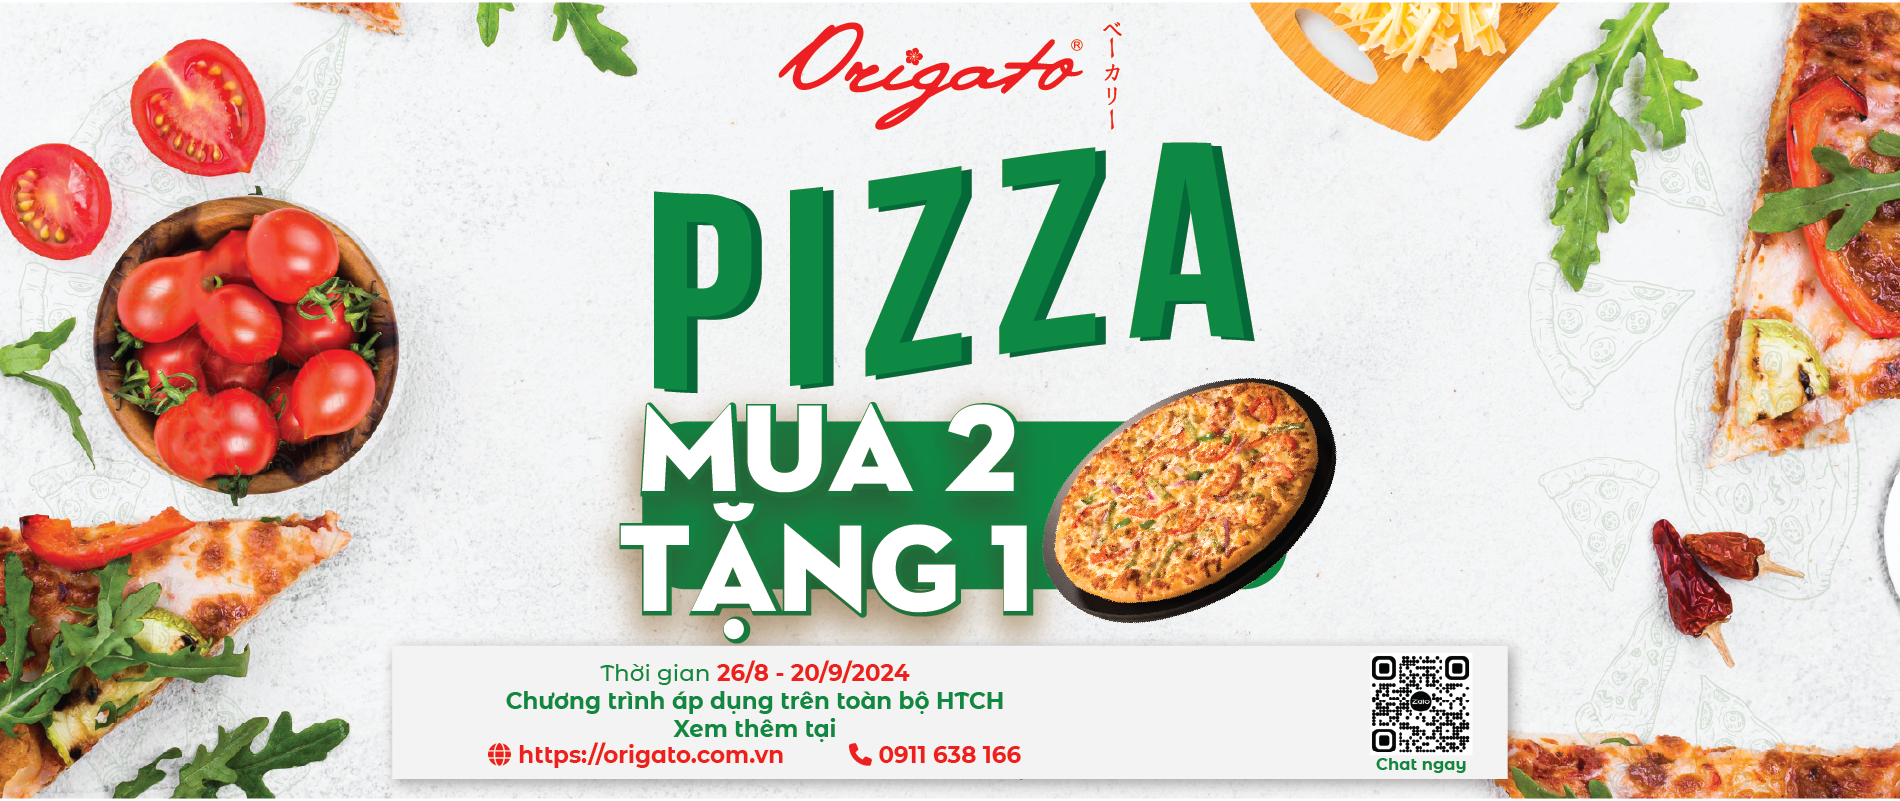 Origato®
ベーカリー
PIZZA
MUA 2
TẶNG 1
Thời gian 26/8 - 20/9/2024
Chương trình áp dụng trên toàn bộ HTCH
Xem thêm tại
https://origato.com.vn 0911 638 166
Zalo
Chat ngay